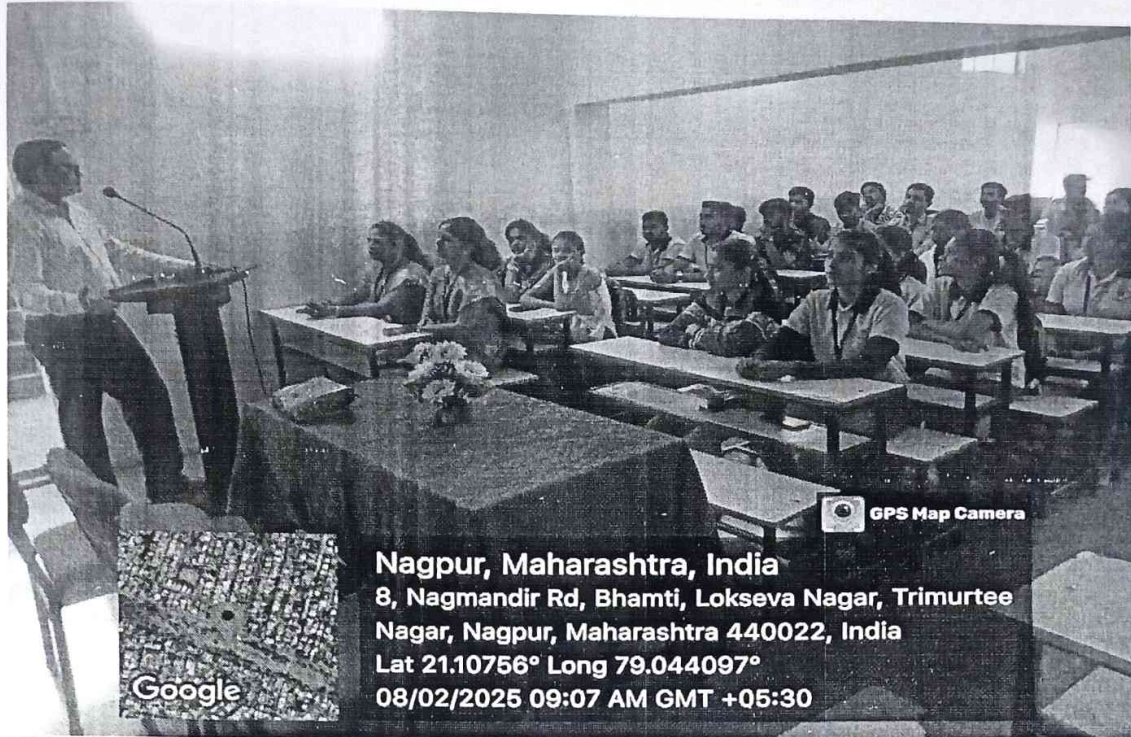 GPS Map Camera
Nagpur, Maharashtra, India
8, Nagmandir Rd, Bhamti, Lokseva Nagar, Trimurtee
Nagar, Nagpur, Maharashtra 440022, India
Lat 21.10756° Long 79.044097°
08/02/2025 09:07 AM GMT +05:30
Google